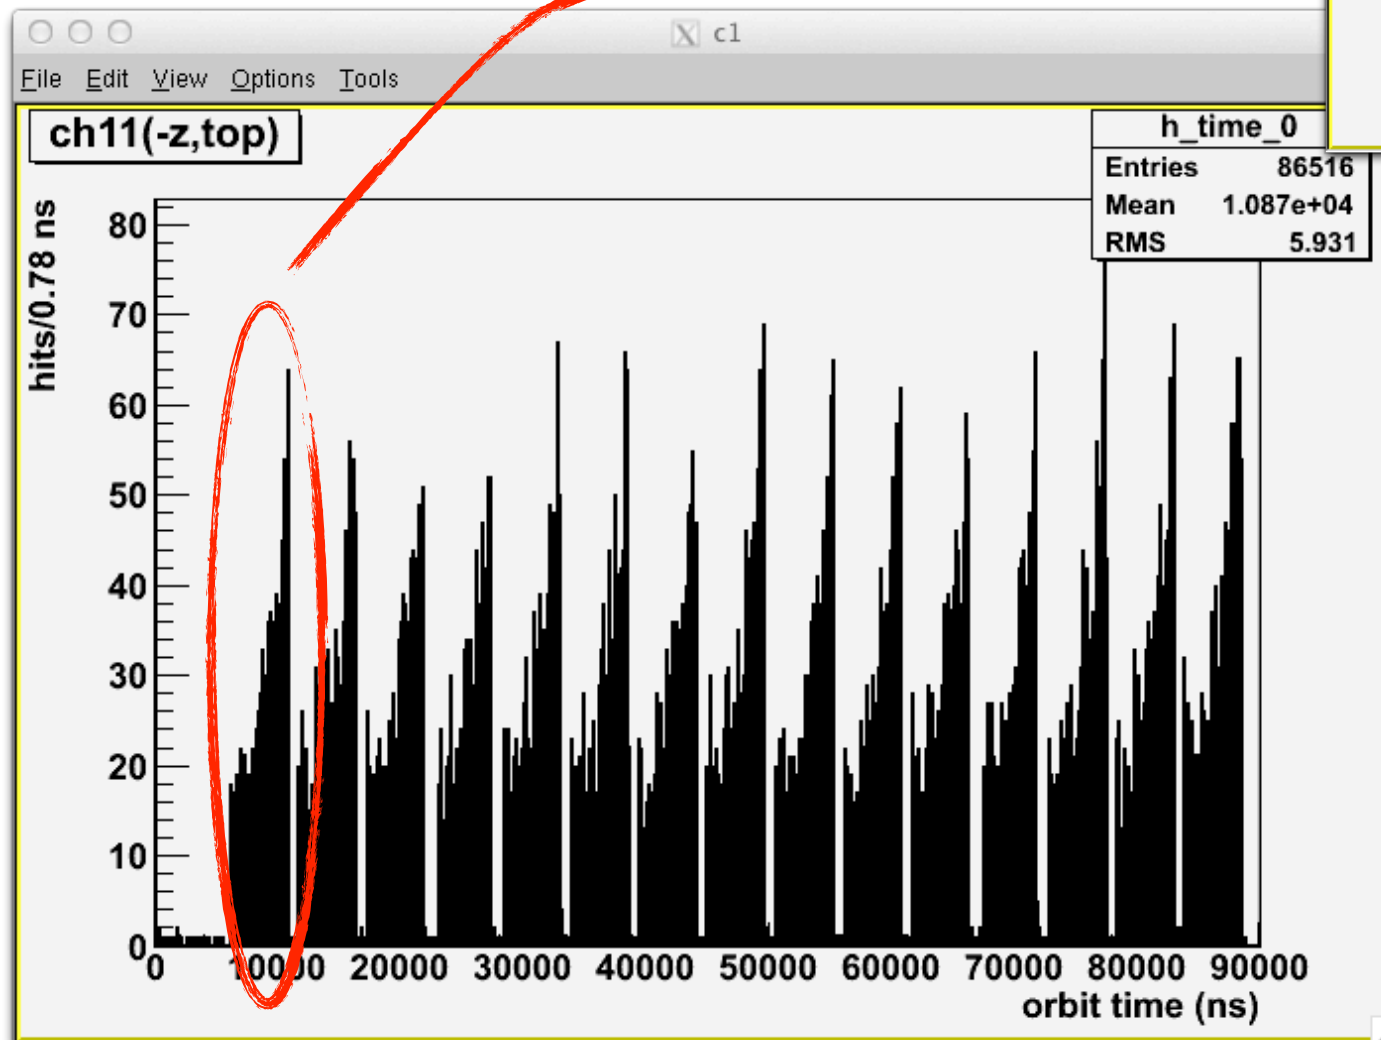 c1
File Edit View Options Tools
ch11(-z,top)
h_time_0
Entries 86516
Mean 1.087e+04
RMS 5.931
hits/0.78 ns
80
70
60
50
40
30
20
10
0
0 10000 20000 30000 40000 50000 60000 70000 80000 90000
orbit time (ns)